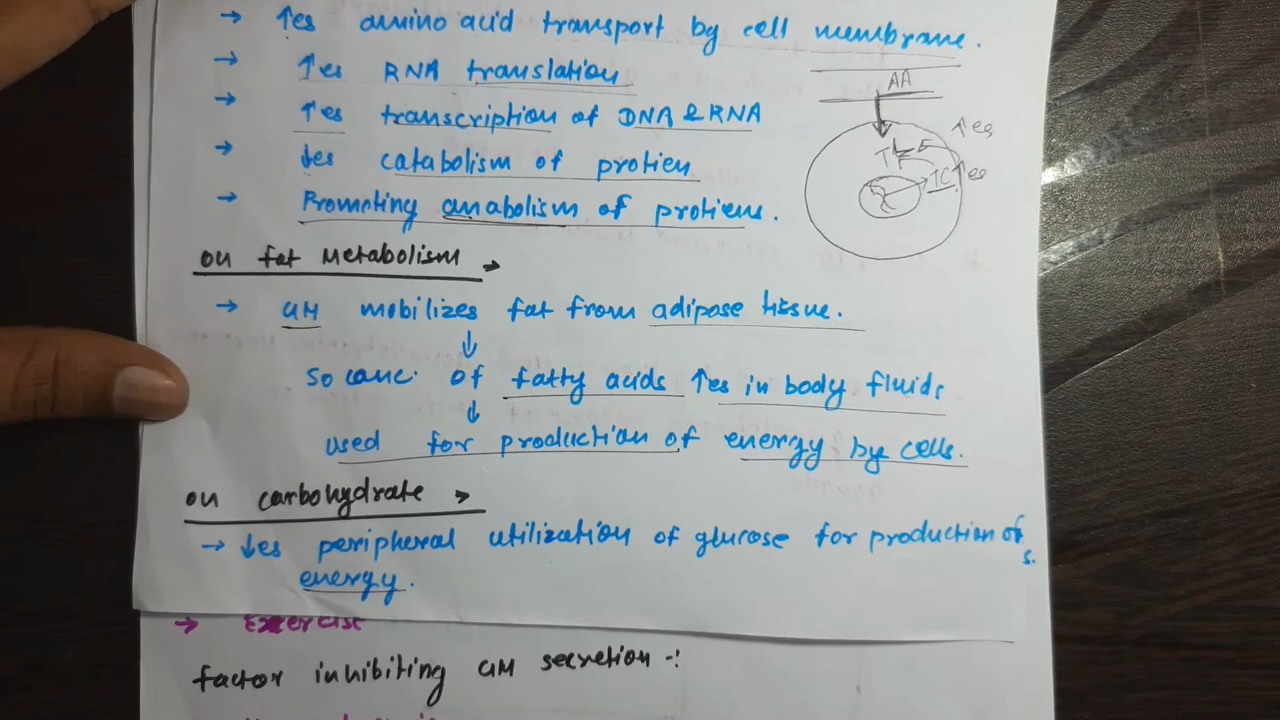 → ↑es amino acid transport by cell membrane.
→ ↑es RNA translation
→ ↑es transcription of DNA & RNA
→ ↓es catabolism of protien
→ Promoting anabolism of protiens.
AA
↑es
TC↑es
on fat Metabolism →
→ GH mobilizes fat from adipose tissue.
↓
so conc. of fatty acids ↑es in body fluids
↓
used for production of energy by cells.
on carbohydrate →
→ ↓es peripheral utilization of glucose for production of
s.
energy.
→ Exercise
factor inhibiting GH secretion -: